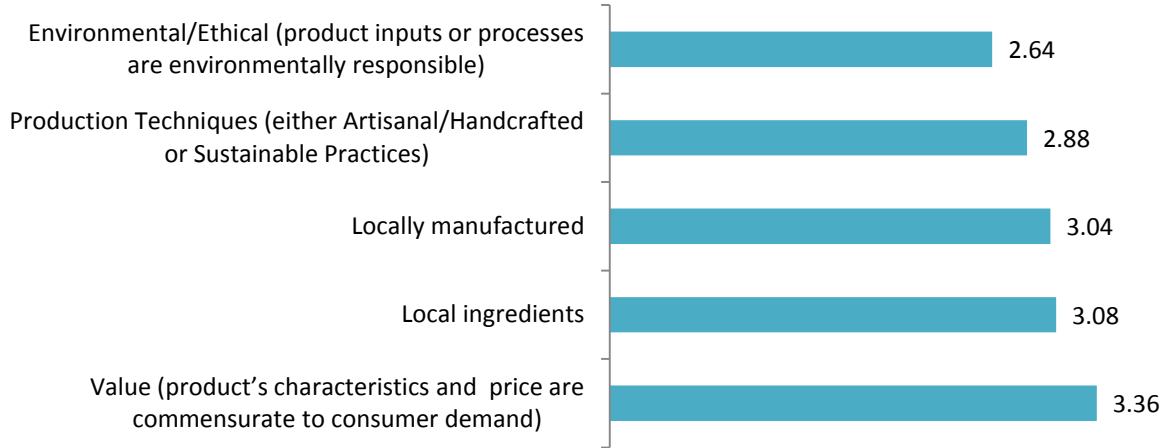 Environmental/Ethical (product inputs or processes
are environmentally responsible)
2.64
Production Techniques (either Artisanal/Handcrafted
or Sustainable Practices)
2.88
Locally manufactured
3.04
Local ingredients
3.08
Value (product’s characteristics and  price are
commensurate to consumer demand)
3.36